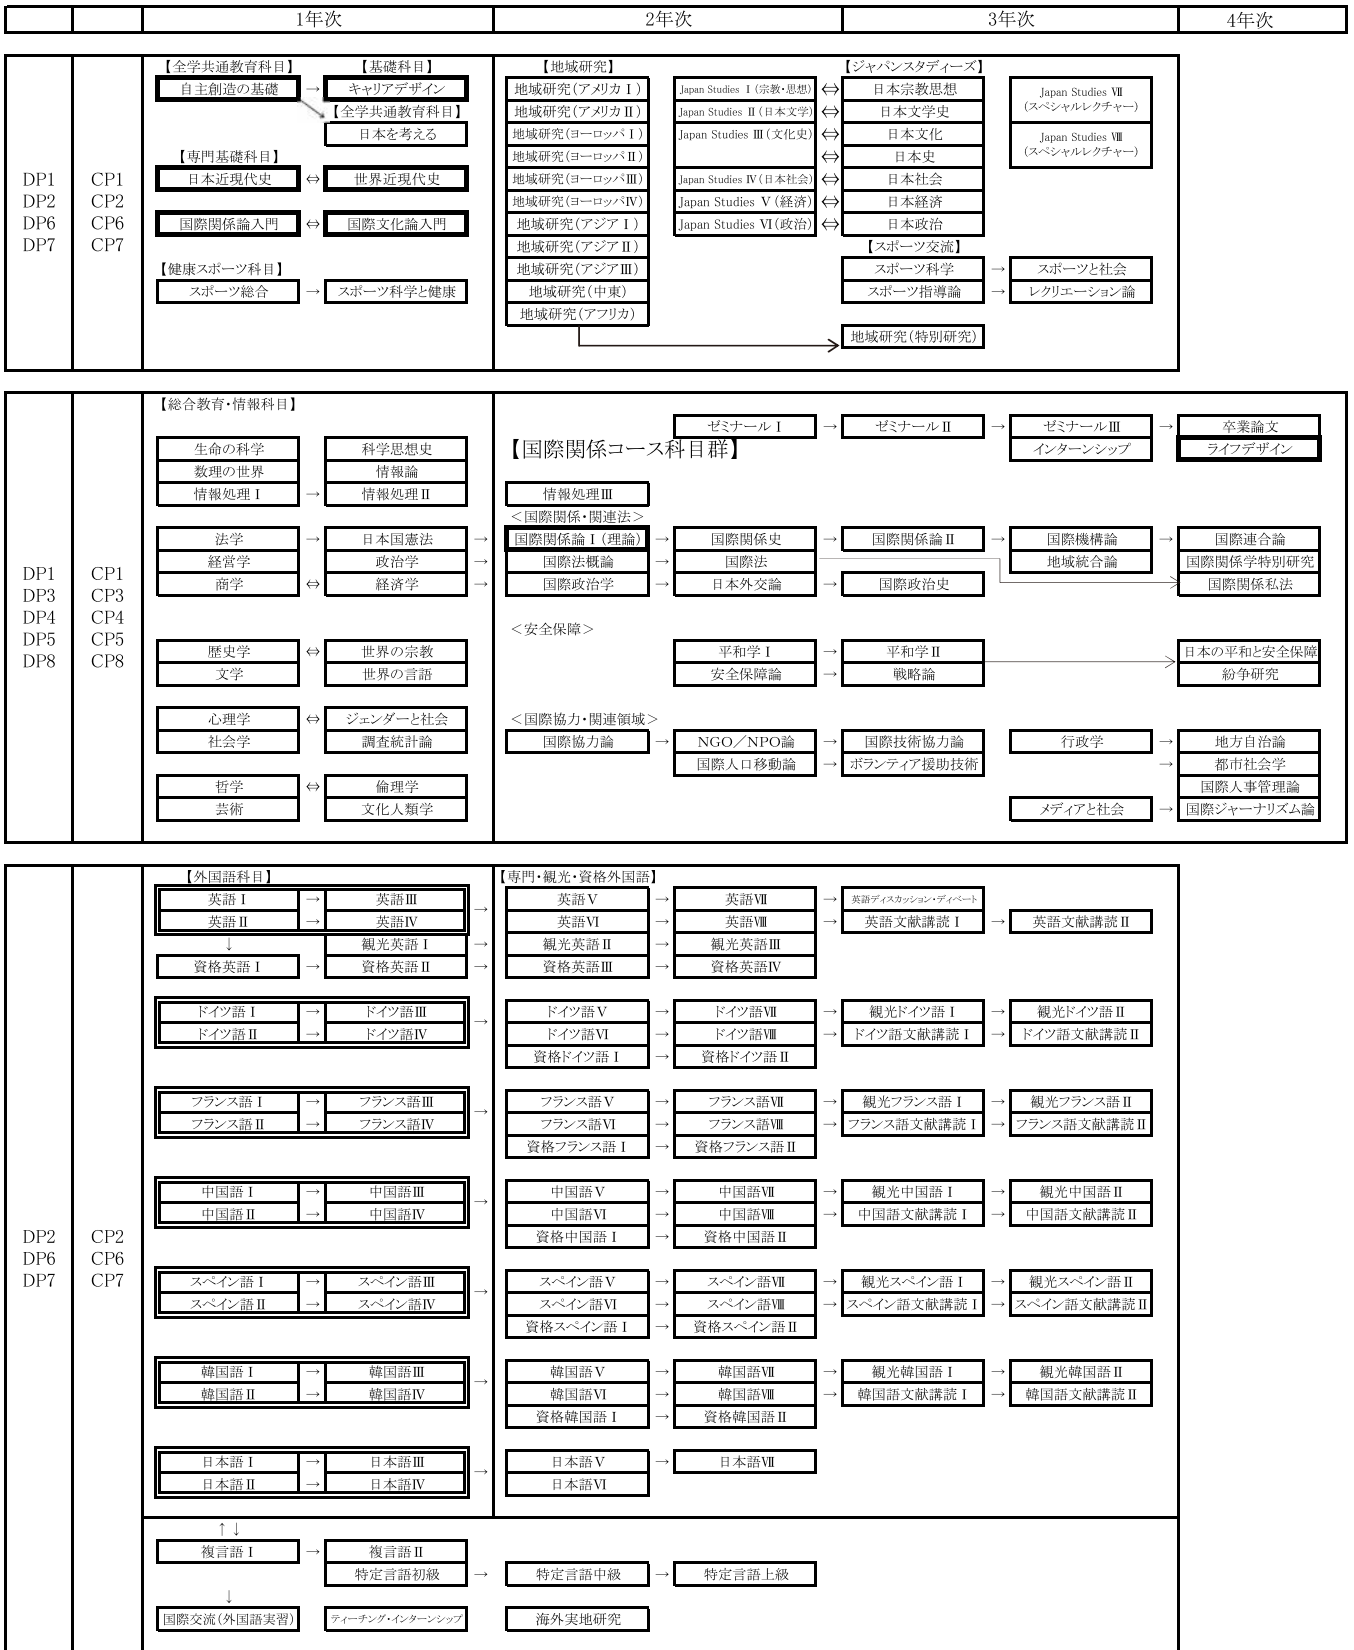 1年次 2年次 3年次 4年次
【全学共通教育科目】 【基礎科目】 【地域研究】 【ジャパンスタディーズ】
自主創造の基礎 → キャリアデザイン 地域研究(アメリカⅠ) Japan Studies Ⅰ(宗教・思想) ⇔ 日本宗教思想 Japan Studies Ⅶ
(スペシャルレクチャー)
【全学共通教育科目】 地域研究(アメリカⅡ) Japan Studies Ⅱ(日本文学) ⇔ 日本文学史
日本を考える 地域研究(ヨーロッパⅠ) Japan Studies Ⅲ(文化史) ⇔ 日本文化 Japan Studies Ⅷ
(スペシャルレクチャー)
【専門基礎科目】 地域研究(ヨーロッパⅡ) ⇔ 日本史
DP1 CP1 日本近現代史 ⇔ 世界近現代史 地域研究(ヨーロッパⅢ) Japan Studies Ⅳ(日本社会) ⇔ 日本社会
DP2 CP2 地域研究(ヨーロッパⅣ) Japan Studies Ⅴ(経済) ⇔ 日本経済
DP6 CP6 国際関係論入門 ⇔ 国際文化論入門 地域研究(アジアⅠ) Japan Studies Ⅵ(政治) ⇔ 日本政治
DP7 CP7 地域研究(アジアⅡ) 【スポーツ交流】
【健康スポーツ科目】 地域研究(アジアⅢ) スポーツ科学 → スポーツと社会
スポーツ総合 → スポーツ科学と健康 地域研究(中東) スポーツ指導論 → レクリエーション論
地域研究(アフリカ)
地域研究(特別研究)
【総合教育・情報科目】
ゼミナールⅠ → ゼミナールⅡ → ゼミナールⅢ → 卒業論文
生命の科学 科学思想史 【国際関係コース科目群】 インターンシップ ライフデザイン
数理の世界 情報論
情報処理Ⅰ → 情報処理Ⅱ 情報処理Ⅲ
<国際関係・関連法>
法学 日本国憲法 → 国際関係論Ⅰ(理論) → 国際関係史 → 国際関係論Ⅱ → 国際機構論 → 国際連合論
経営学 政治学 → 国際法概論 → 国際法 地域統合論 国際関係学特別研究
DP1 CP1 商学 ⇔ 経済学 → 国際政治学 → 日本外交論 → 国際政治史 国際関係私法
DP3 CP3
DP4 CP4
<安全保障>
DP5 CP5 歴史学 ⇔ 世界の宗教 平和学Ⅰ → 平和学Ⅱ 日本の平和と安全保障
DP8 CP8 文学 世界の言語 安全保障論 → 戦略論 紛争研究
心理学 ⇔ ジェンダーと社会 <国際協力・関連領域>
社会学 調査統計論 国際協力論 → NGO/NPO論 → 国際技術協力論 行政学 → 地方自治論
国際人口移動論 → ボランティア援助技術 → 都市社会学
哲学 ⇔ 倫理学 国際人事管理論
芸術 文化人類学 メディアと社会 → 国際ジャーナリズム論
【外国語科目】 【専門・観光・資格外国語】
英語Ⅰ → 英語Ⅲ → 英語Ⅴ → 英語Ⅶ → 英語ディスカッション・ディベート
英語Ⅱ → 英語Ⅳ 英語Ⅵ → 英語Ⅷ → 英語文献講読Ⅰ → 英語文献講読Ⅱ
↓ 観光英語Ⅰ → 観光英語Ⅱ → 観光英語Ⅲ
資格英語Ⅰ → 資格英語Ⅱ → 資格英語Ⅲ → 資格英語Ⅳ
ドイツ語Ⅰ → ドイツ語Ⅲ → ドイツ語Ⅴ → ドイツ語Ⅶ → 観光ドイツ語Ⅰ → 観光ドイツ語Ⅱ
ドイツ語Ⅱ → ドイツ語Ⅳ ドイツ語Ⅵ → ドイツ語Ⅷ → ドイツ語文献講読Ⅰ → ドイツ語文献講読Ⅱ
資格ドイツ語Ⅰ → 資格ドイツ語Ⅱ
フランス語Ⅰ → フランス語Ⅲ → フランス語Ⅴ → フランス語Ⅶ → 観光フランス語Ⅰ → 観光フランス語Ⅱ
フランス語Ⅱ → フランス語Ⅳ フランス語Ⅵ → フランス語Ⅷ → フランス語文献講読Ⅰ → フランス語文献講読Ⅱ
資格フランス語Ⅰ → 資格フランス語Ⅱ
中国語Ⅰ → 中国語Ⅲ → 中国語Ⅴ → 中国語Ⅶ → 観光中国語Ⅰ → 観光中国語Ⅱ
中国語Ⅱ → 中国語Ⅳ 中国語Ⅵ → 中国語Ⅷ → 中国語文献講読Ⅰ → 中国語文献講読Ⅱ
DP2 CP2 資格中国語Ⅰ → 資格中国語Ⅱ
DP6 CP6
DP7 CP7 スペイン語Ⅰ → スペイン語Ⅲ → スペイン語Ⅴ → スペイン語Ⅶ → 観光スペイン語Ⅰ → 観光スペイン語Ⅱ
スペイン語Ⅱ → スペイン語Ⅳ スペイン語Ⅵ → スペイン語Ⅷ → スペイン語文献講読Ⅰ → スペイン語文献講読Ⅱ
資格スペイン語Ⅰ → 資格スペイン語Ⅱ
韓国語Ⅰ → 韓国語Ⅲ → 韓国語Ⅴ → 韓国語Ⅶ → 観光韓国語Ⅰ → 観光韓国語Ⅱ
韓国語Ⅱ → 韓国語Ⅳ 韓国語Ⅵ → 韓国語Ⅷ → 韓国語文献講読Ⅰ → 韓国語文献講読Ⅱ
資格韓国語Ⅰ → 資格韓国語Ⅱ
日本語Ⅰ → 日本語Ⅲ → 日本語Ⅴ → 日本語Ⅶ
日本語Ⅱ → 日本語Ⅳ 日本語Ⅵ
↑↓
複言語Ⅰ → 複言語Ⅱ
特定言語初級 → 特定言語中級 → 特定言語上級
↓
国際交流(外国語実習) ティーチング・インターンシップ 海外実地研究